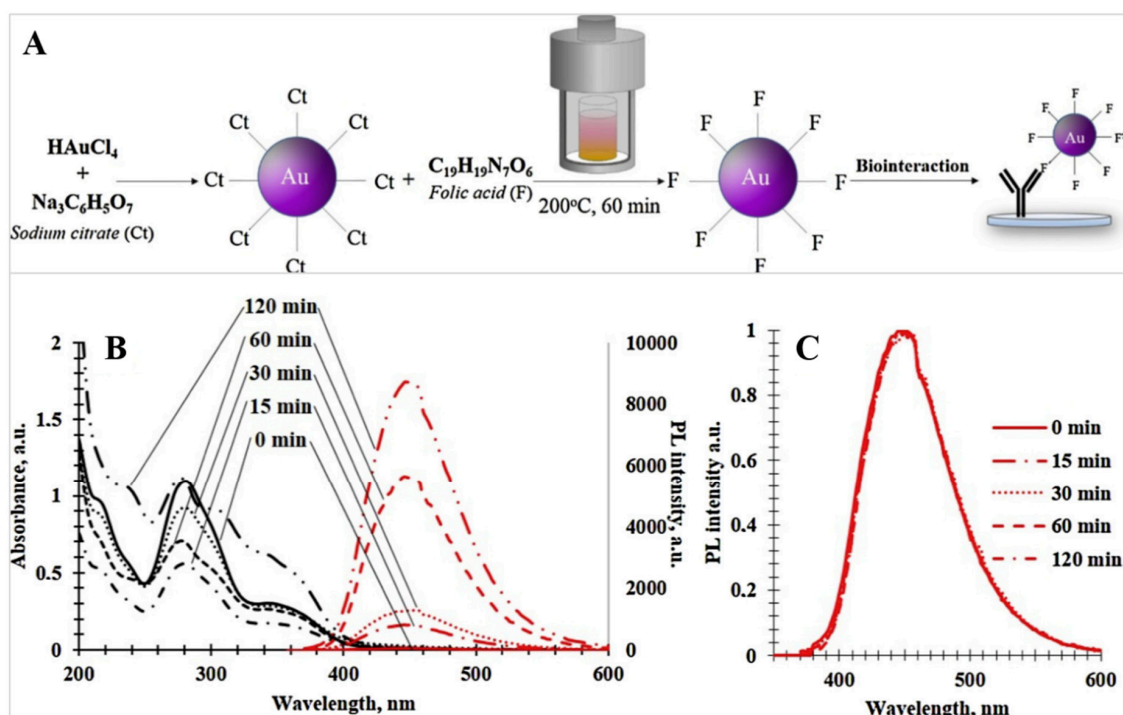 A
HAuCl4
+
Na3C6H5O7
Sodium citrate (Ct)
Ct
Ct
Ct
Ct
Ct
Ct
Ct
Ct
Au
+
C19H19N7O6
Folic acid (F)
200ºC, 60 min
F
F
F
F
F
F
F
F
Au
Biointeraction
F
F
F
F
F
F
F
F
Au
B
120 min
60 min
30 min
15 min
0 min
2
1.5
1
0.5
0
Absorbance, a.u.
200
300
400
500
600
Wavelength, nm
10000
8000
6000
4000
2000
0
PL intensity, a.u.
C
1
0.8
0.6
0.4
0.2
0
PL intensity a.u.
0 min
15 min
30 min
60 min
120 min
400
500
600
Wavelength, nm